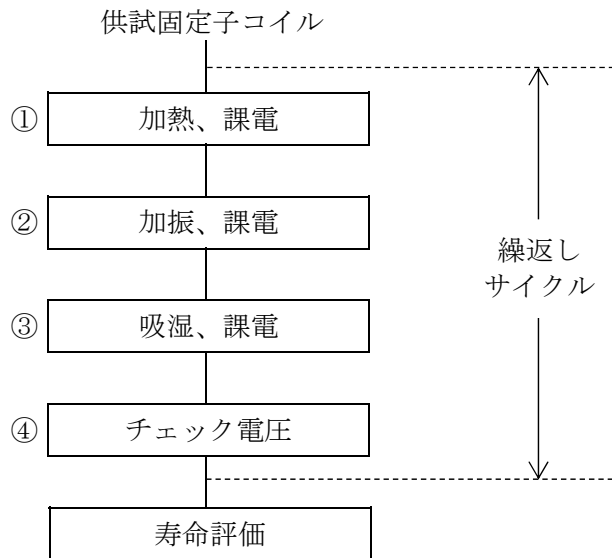 供試固定子コイル
① 加熱、課電
② 加振、課電
③ 吸湿、課電
④ チェック電圧
寿命評価
繰返し
サイクル